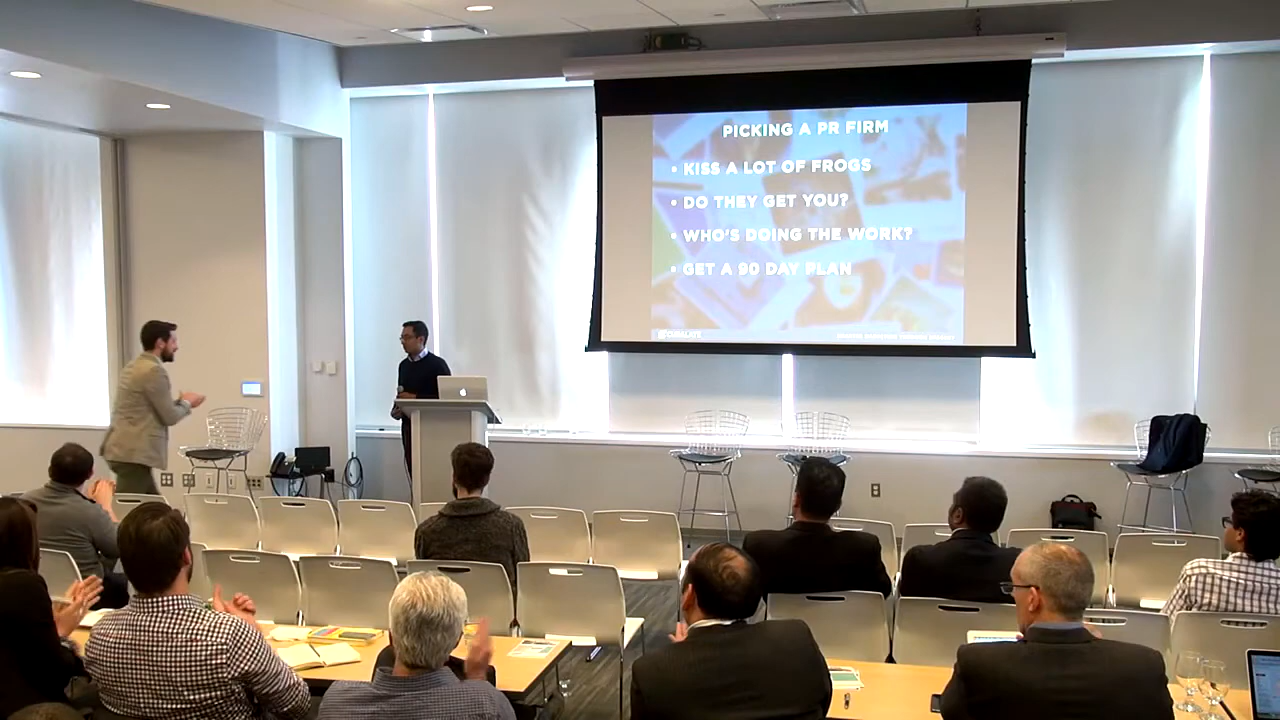 PICKING A PR FIRM
• KISS A LOT OF FROGS
• DO THEY GET YOU?
• WHO'S DOING THE WORK?
• GET A 90 DAY PLAN